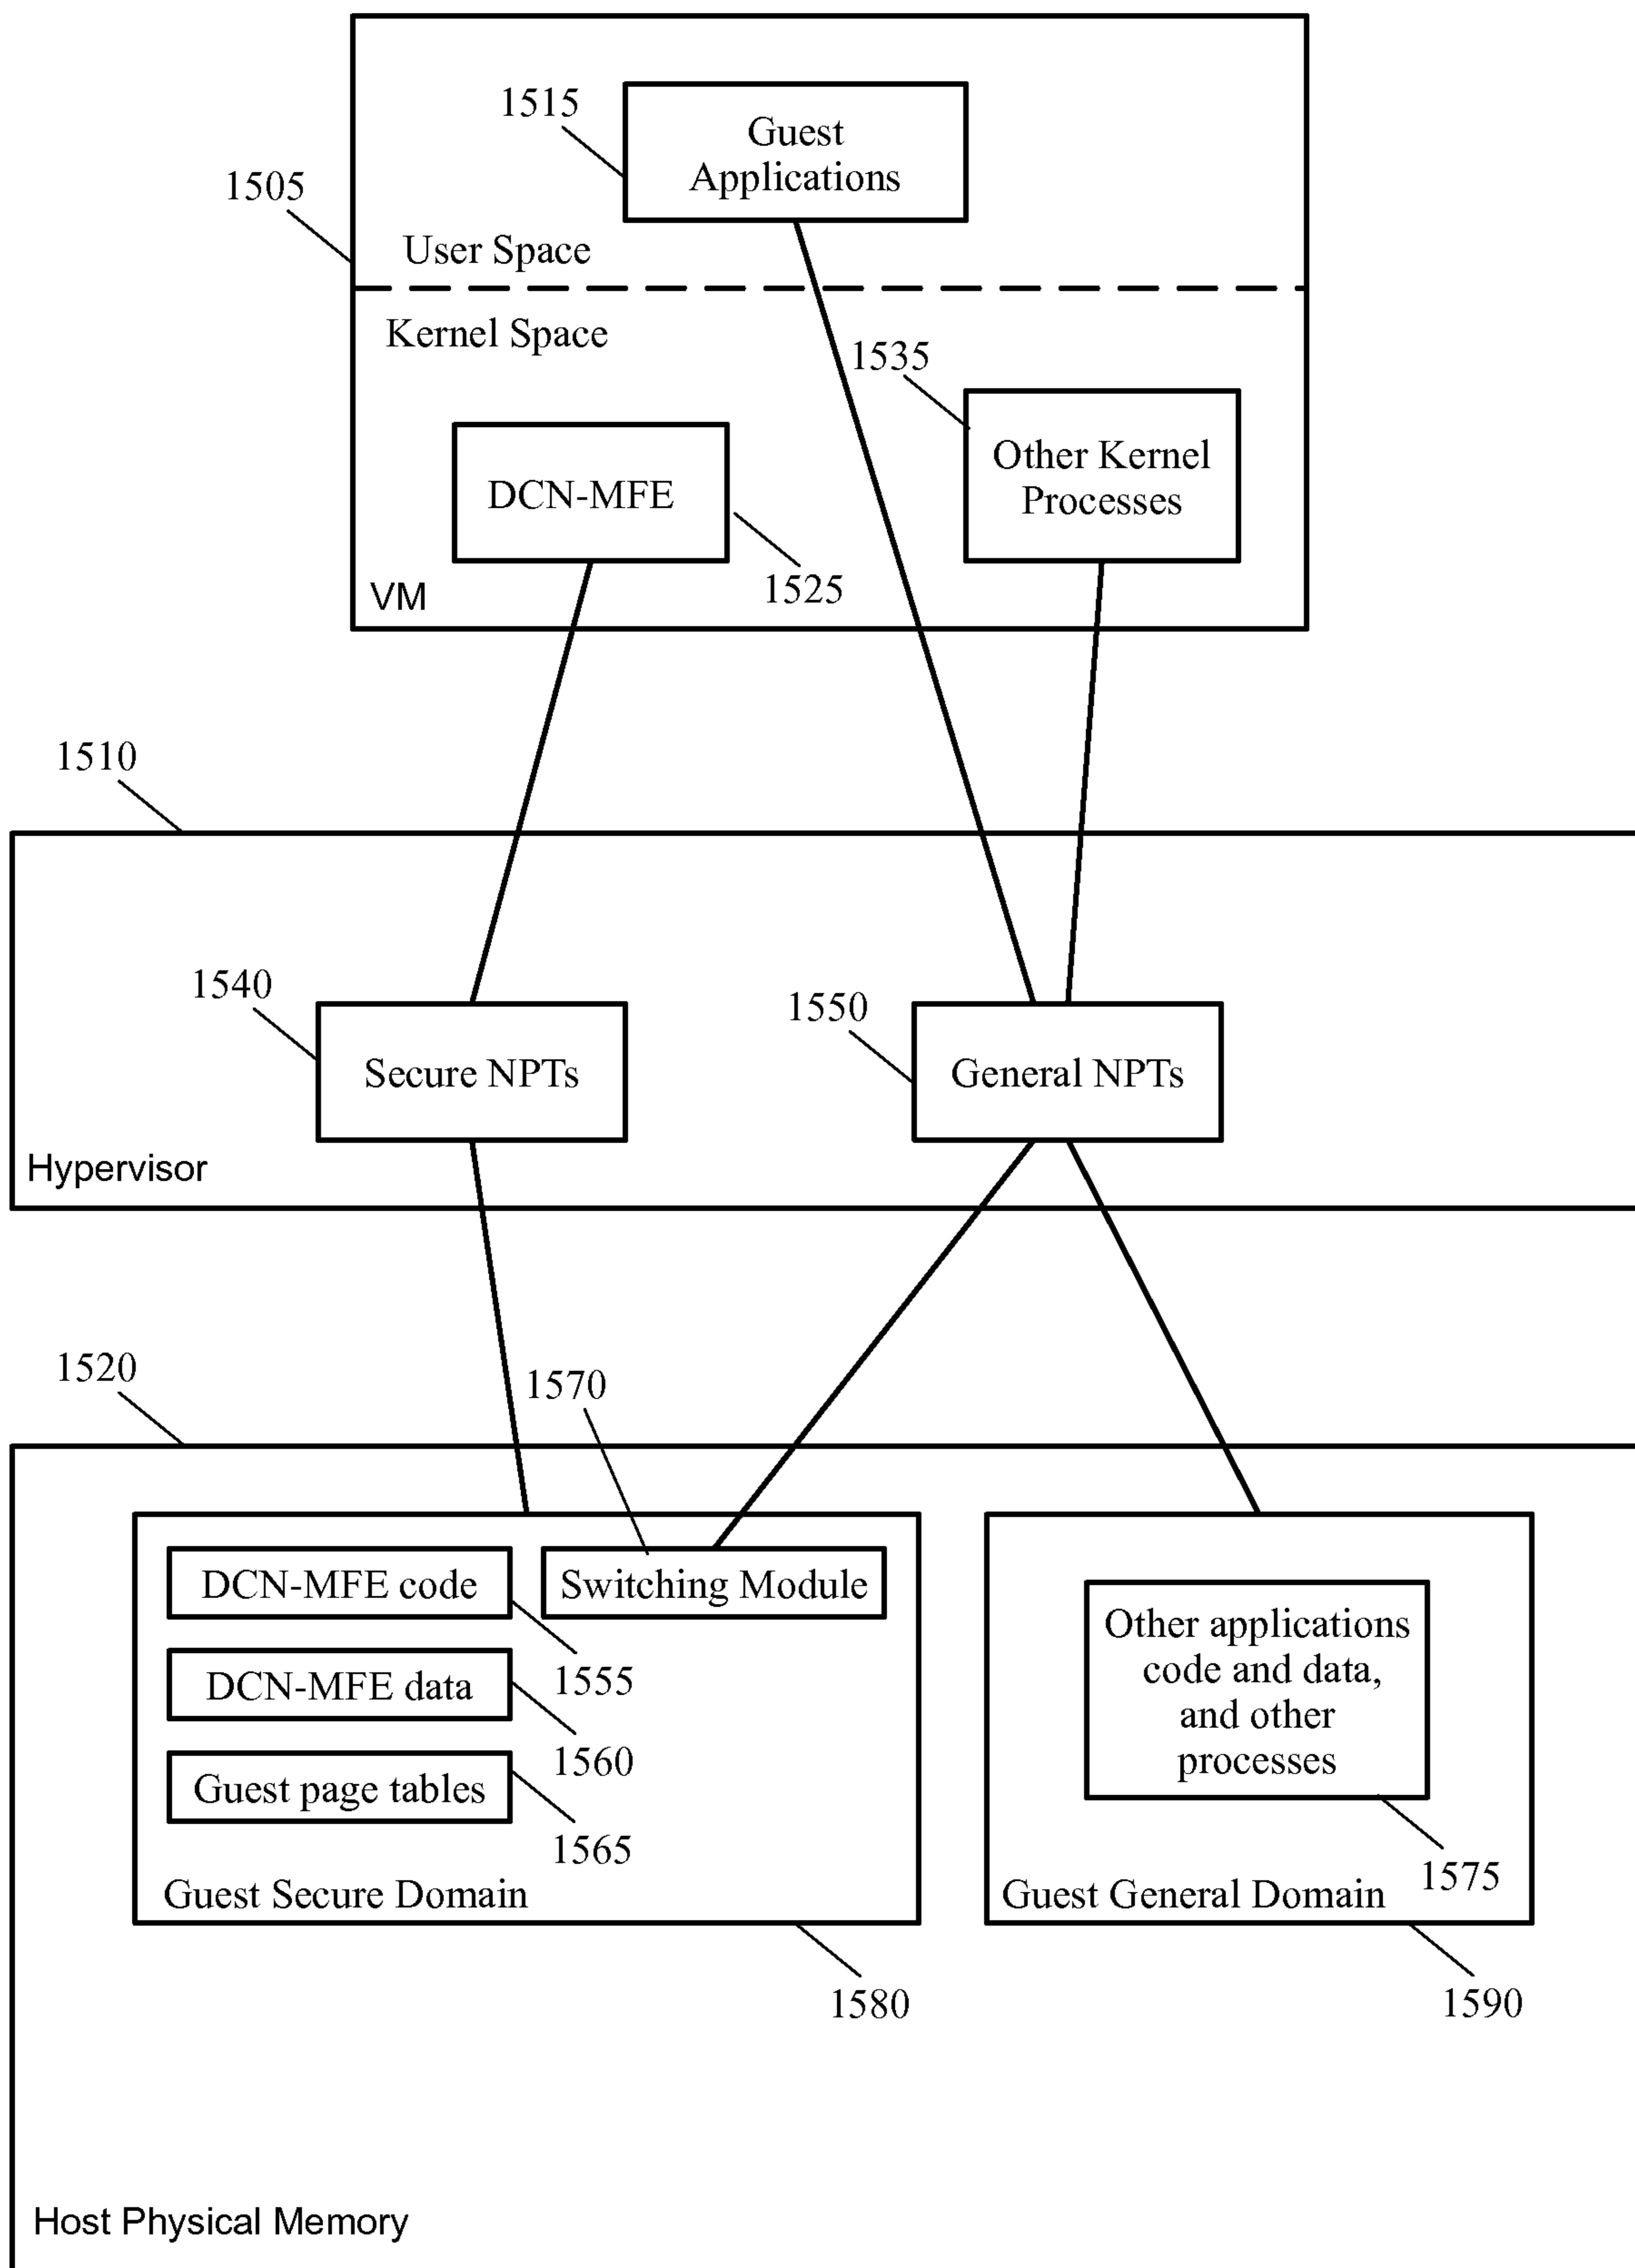 1515
Guest
Applications
1505
User Space
Kernel Space
1535
Other Kernel
Processes
DCN-MFE
1525
VM
1510
1540
1550
Secure NPTs
General NPTs
Hypervisor
1520
1570
DCN-MFE code
Switching Module
1555
DCN-MFE data
1560
Guest page tables
1565
Guest Secure Domain
1580
Other applications
code and data,
and other
processes
1575
Guest General Domain
1590
Host Physical Memory